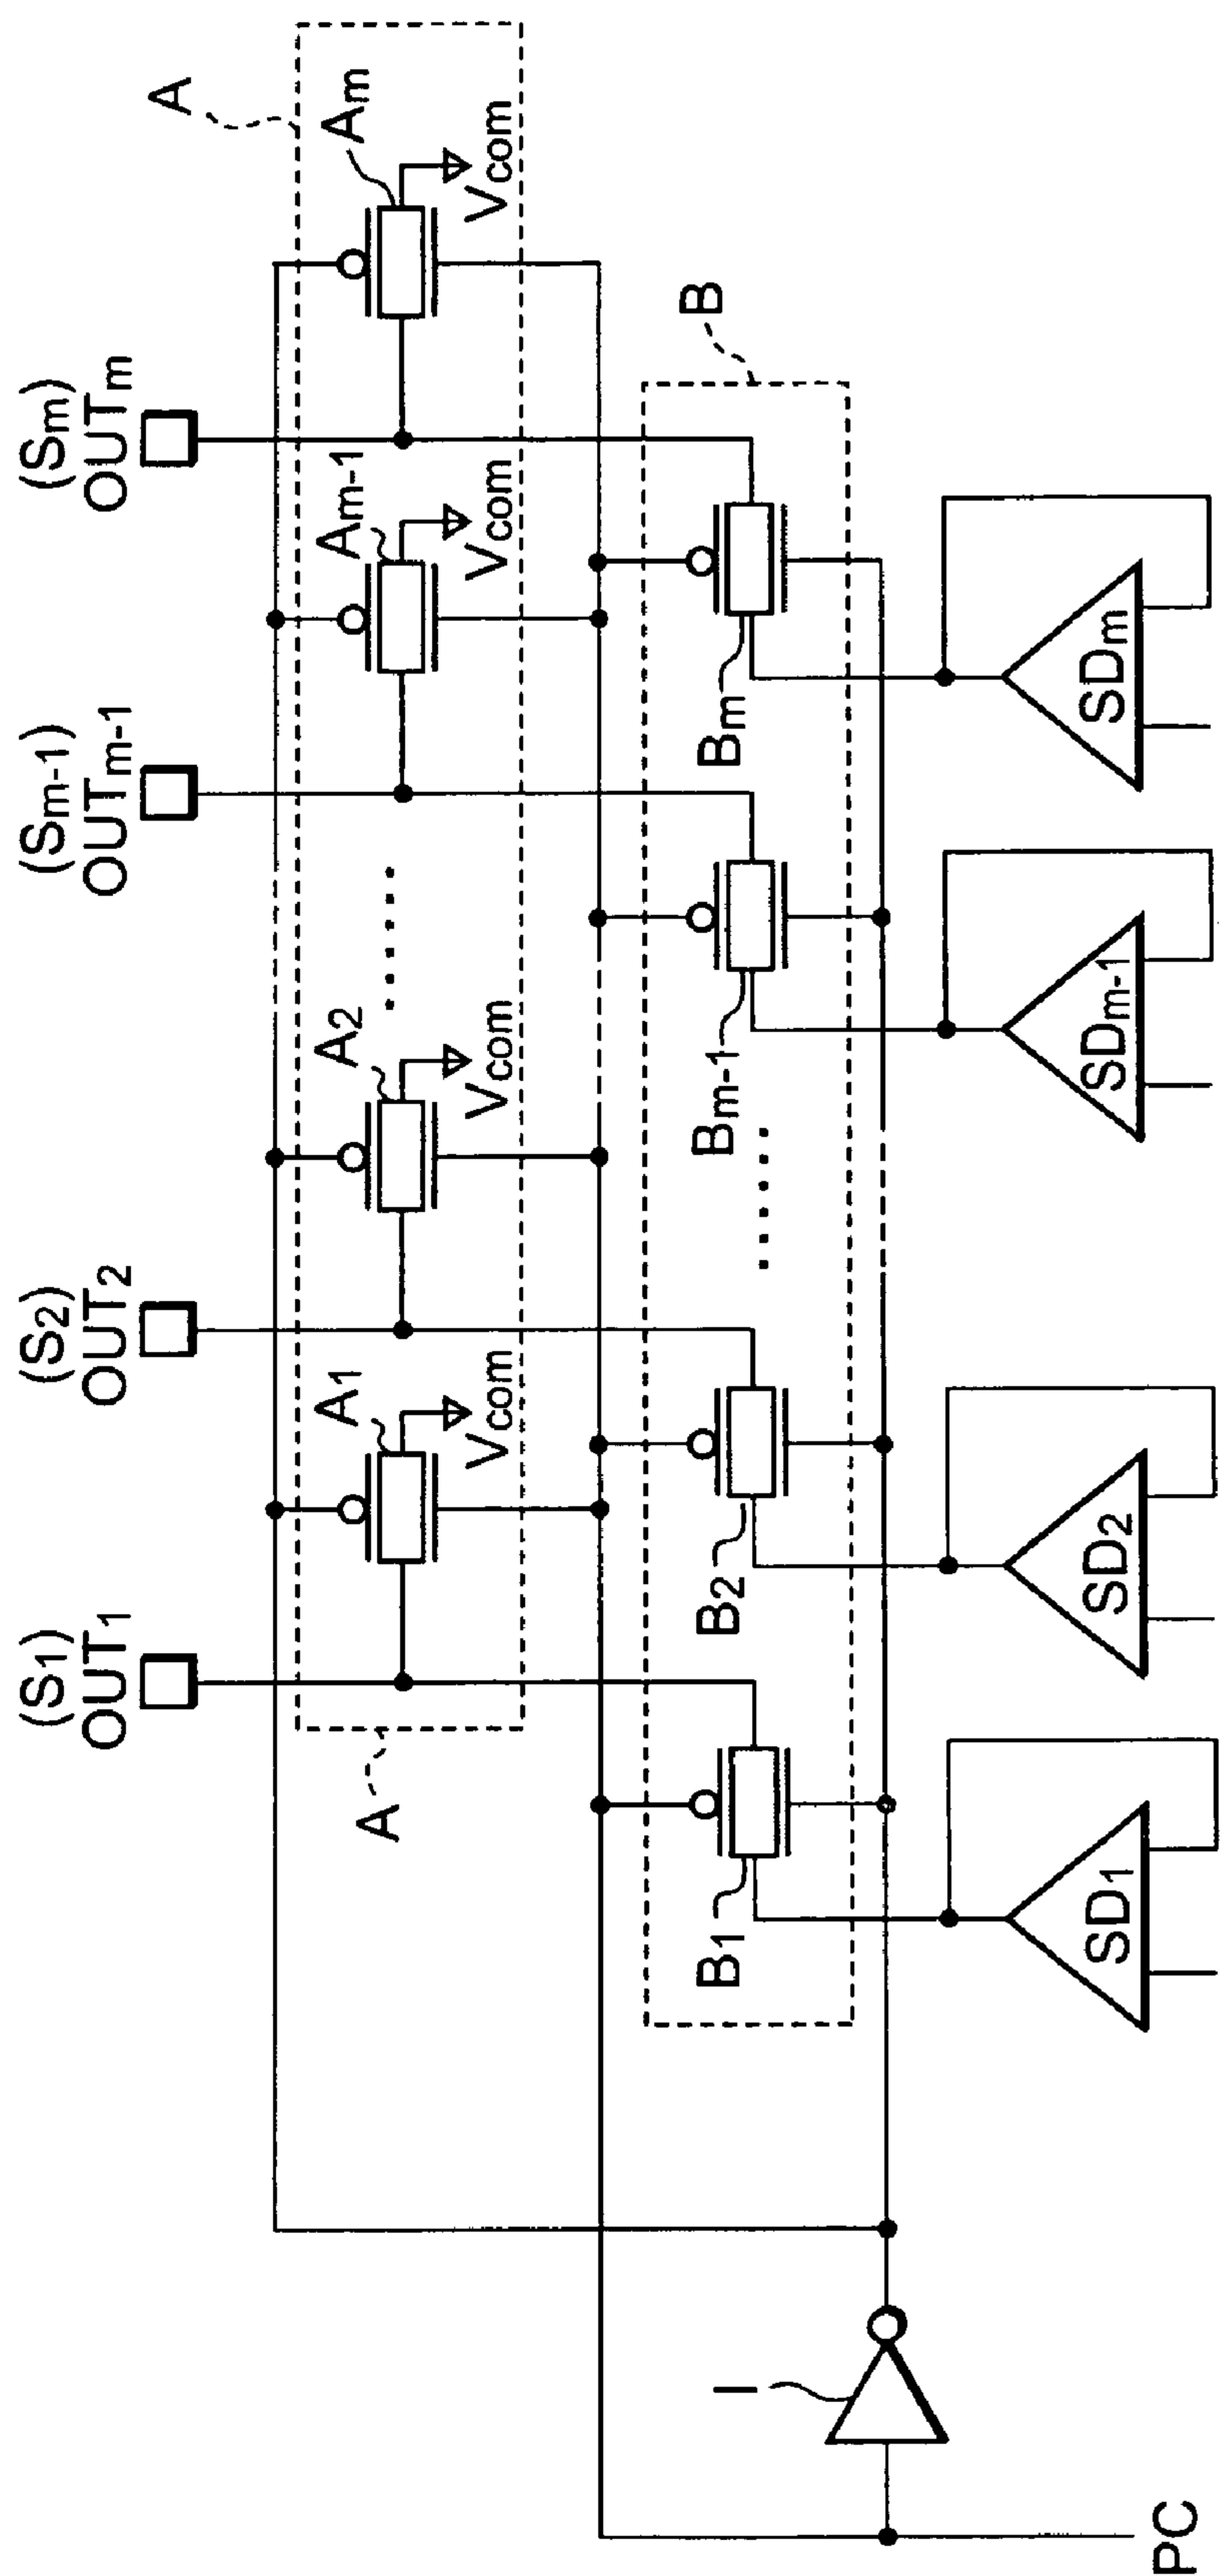 (S1) (S2) (Sm-1) (Sm)
OUT1 OUT2 OUTm-1 OUTm
A
A1 A2 Am-1 Am
Vcom Vcom Vcom Vcom
A
B
B1 B2 Bm-1 Bm
I
SD1 SD2 SDm-1 SDm
PC